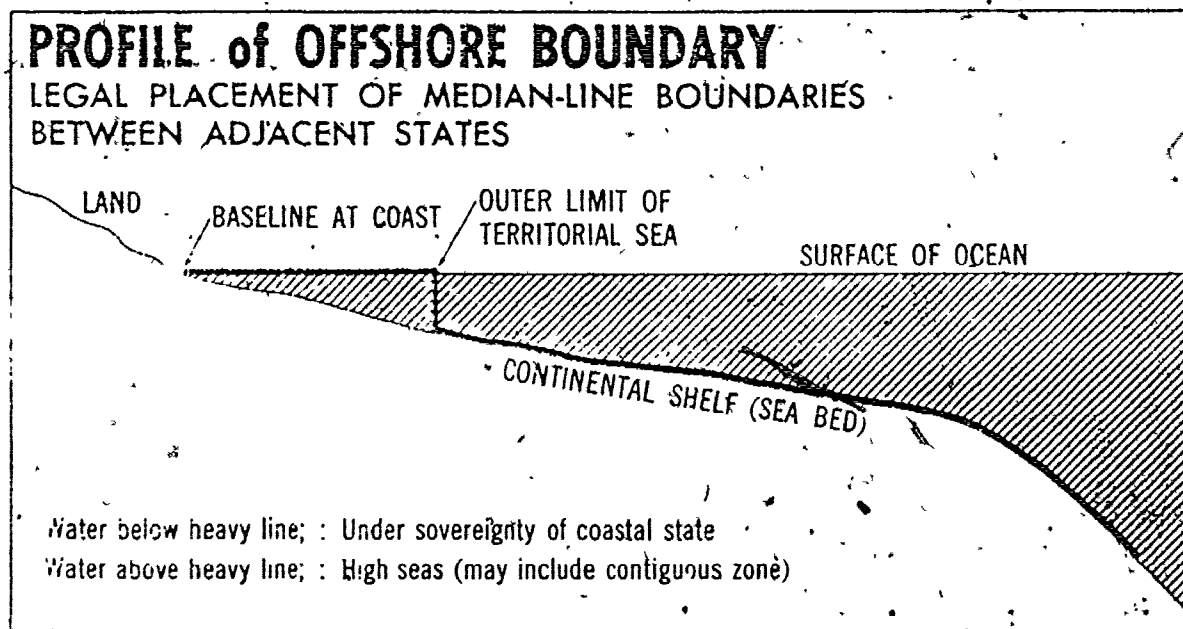 PROFILE of OFFSHORE BOUNDARY
LEGAL PLACEMENT OF MEDIAN-LINE BOUNDARIES
BETWEEN ADJACENT STATES
LAND
BASELINE AT COAST
OUTER LIMIT OF
TERRITORIAL SEA
SURFACE OF OCEAN
CONTINENTAL SHELF (SEA BED)
Water below heavy line; : Under sovereignty of coastal state
Water above heavy line; : High seas (may include contiguous zone)